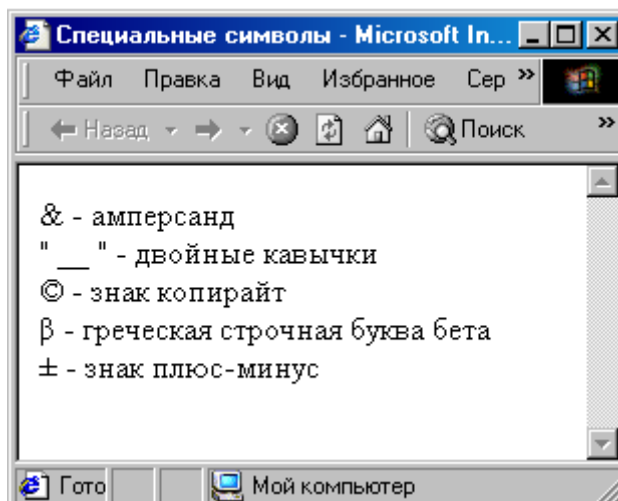 Специальные символы - Microsoft In...
Файл Правка Вид Избранное Сер »
Назад Поиск »
& - амперсанд
" __ " - двойные кавычки
© - знак копирайт
β - греческая строчная буква бета
± - знак плюс-минус
Гото Мой компьютер